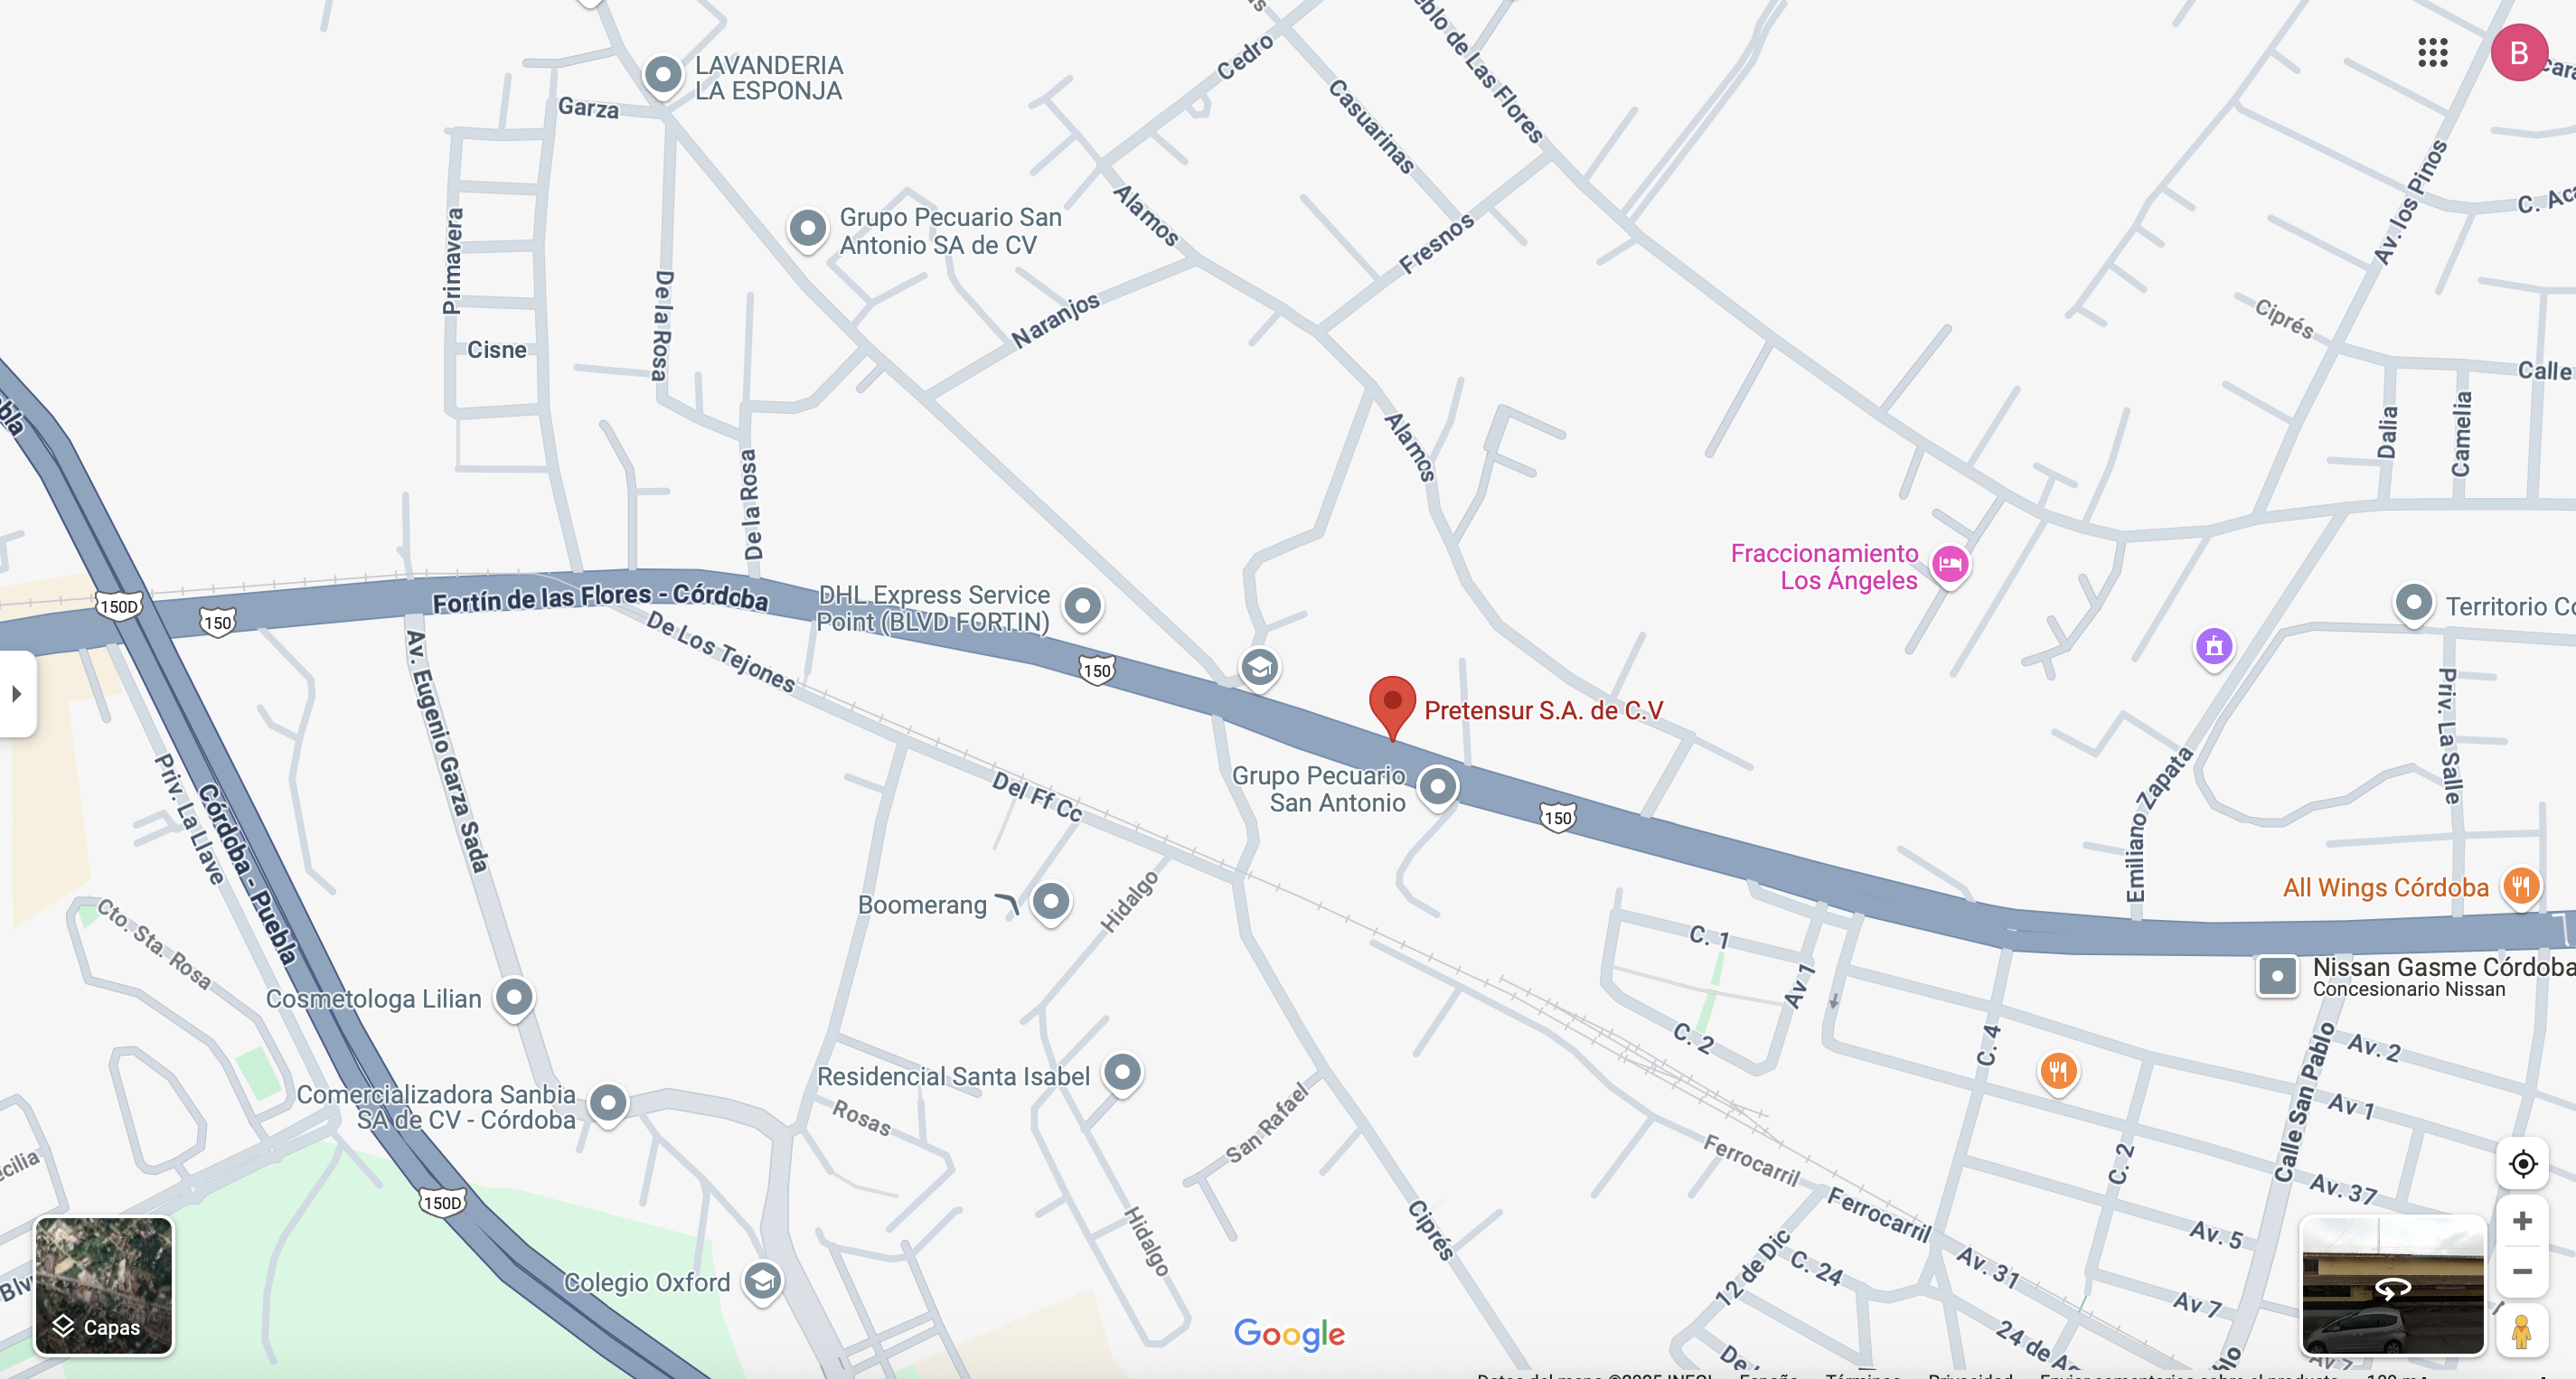 LAVANDERIA
LA ESPONJA
Garza
Cedro
Casuarinas
B
Grupo Pecuario San
Antonio SA de CV
Alamos
Fresnos
Av. los Pinos
Primavera
De la Rosa
Naranjos
Cisne
Ciprés
Calle
Alamos
Dalia
Camelia
De la Rosa
Fraccionamiento
Los Ángeles
150D
150
Fortín de las Flores - Córdoba
DHL Express Service
Point (BLVD FORTIN)
De Los Tejones
150
Av. Eugenio Garza Sada
Pretensur S.A. de C.V
Priv. La Salle
Priv. La Llave
Córdoba - Puebla
Del Ff Cc
Grupo Pecuario
San Antonio
150
Emiliano Zapata
Boomerang
Hidalgo
All Wings Córdoba
Cto. Sta. Rosa
C. 1
Av 1
Nissan Gasme Córdoba
Concesionario Nissan
Cosmetologa Lilian
C. 2
C. 4
Av. 2
Residencial Santa Isabel
Comercializadora Sanbia
SA de CV - Córdoba
Rosas
San Rafael
Av 1
Calle San Pablo
Ferrocarril
C. 2
Av. 37
150D
Hidalgo
Ciprés
Ferrocarril
Av. 5
Colegio Oxford
12 de Dic
C. 24
Av. 31
Av 7
Capas
Google
24 de
Av 7